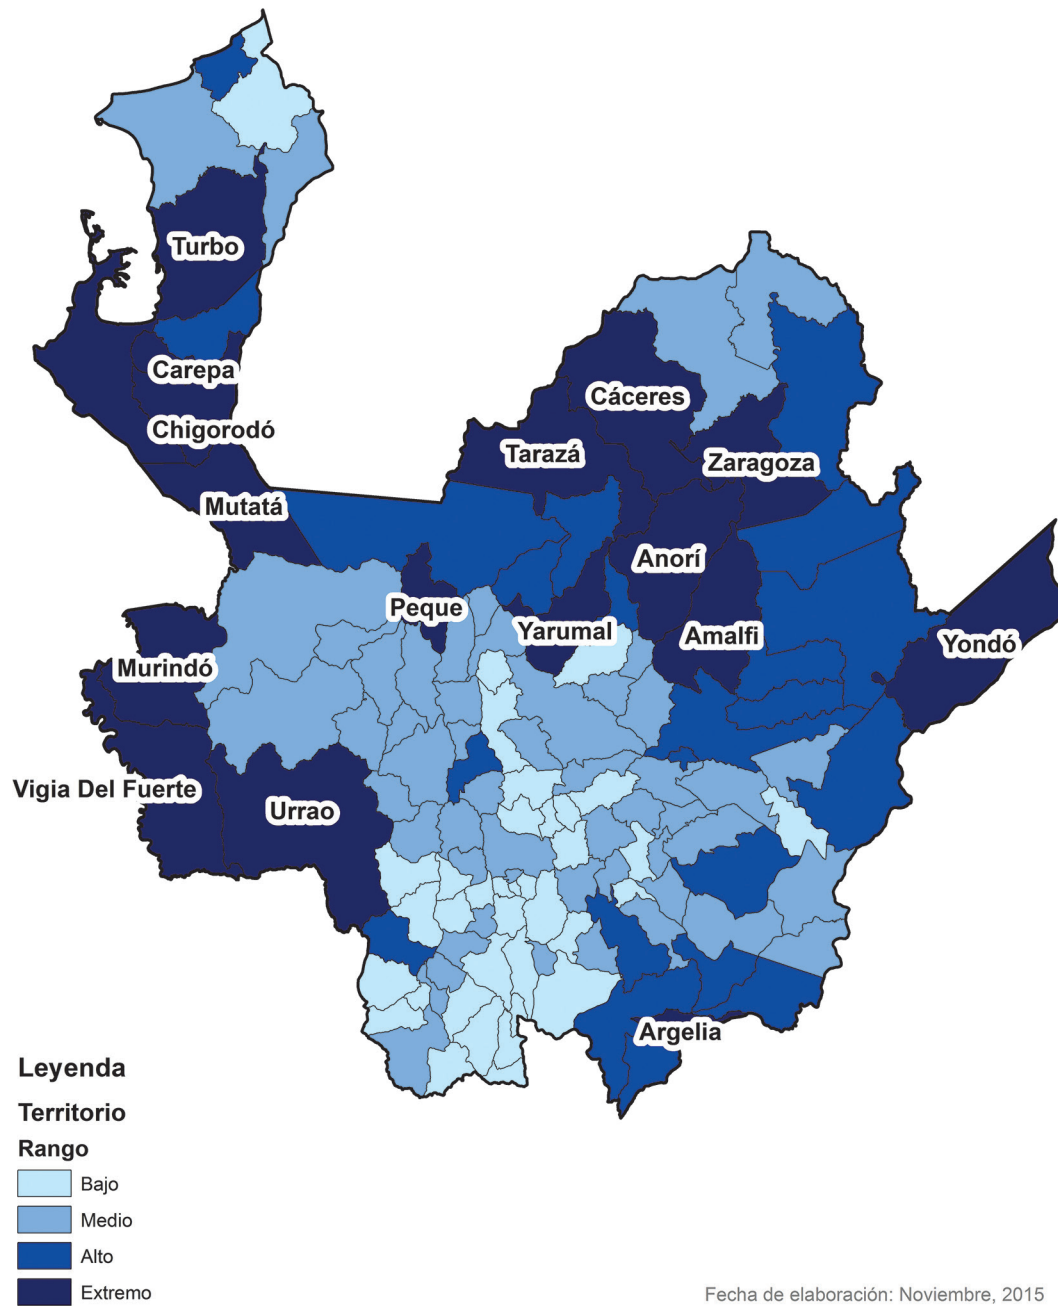 Turbo
Carepa
Cáceres
Chigorodó
Tarazá
Zaragoza
Mutatá
Anorí
Peque
Yarumal
Amalfi
Yondó
Murindó
Vigia Del Fuerte
Urrao
Argelia
Leyenda
Territorio
Rango
Bajo
Medio
Alto
Extremo
Fecha de elaboración: Noviembre, 2015